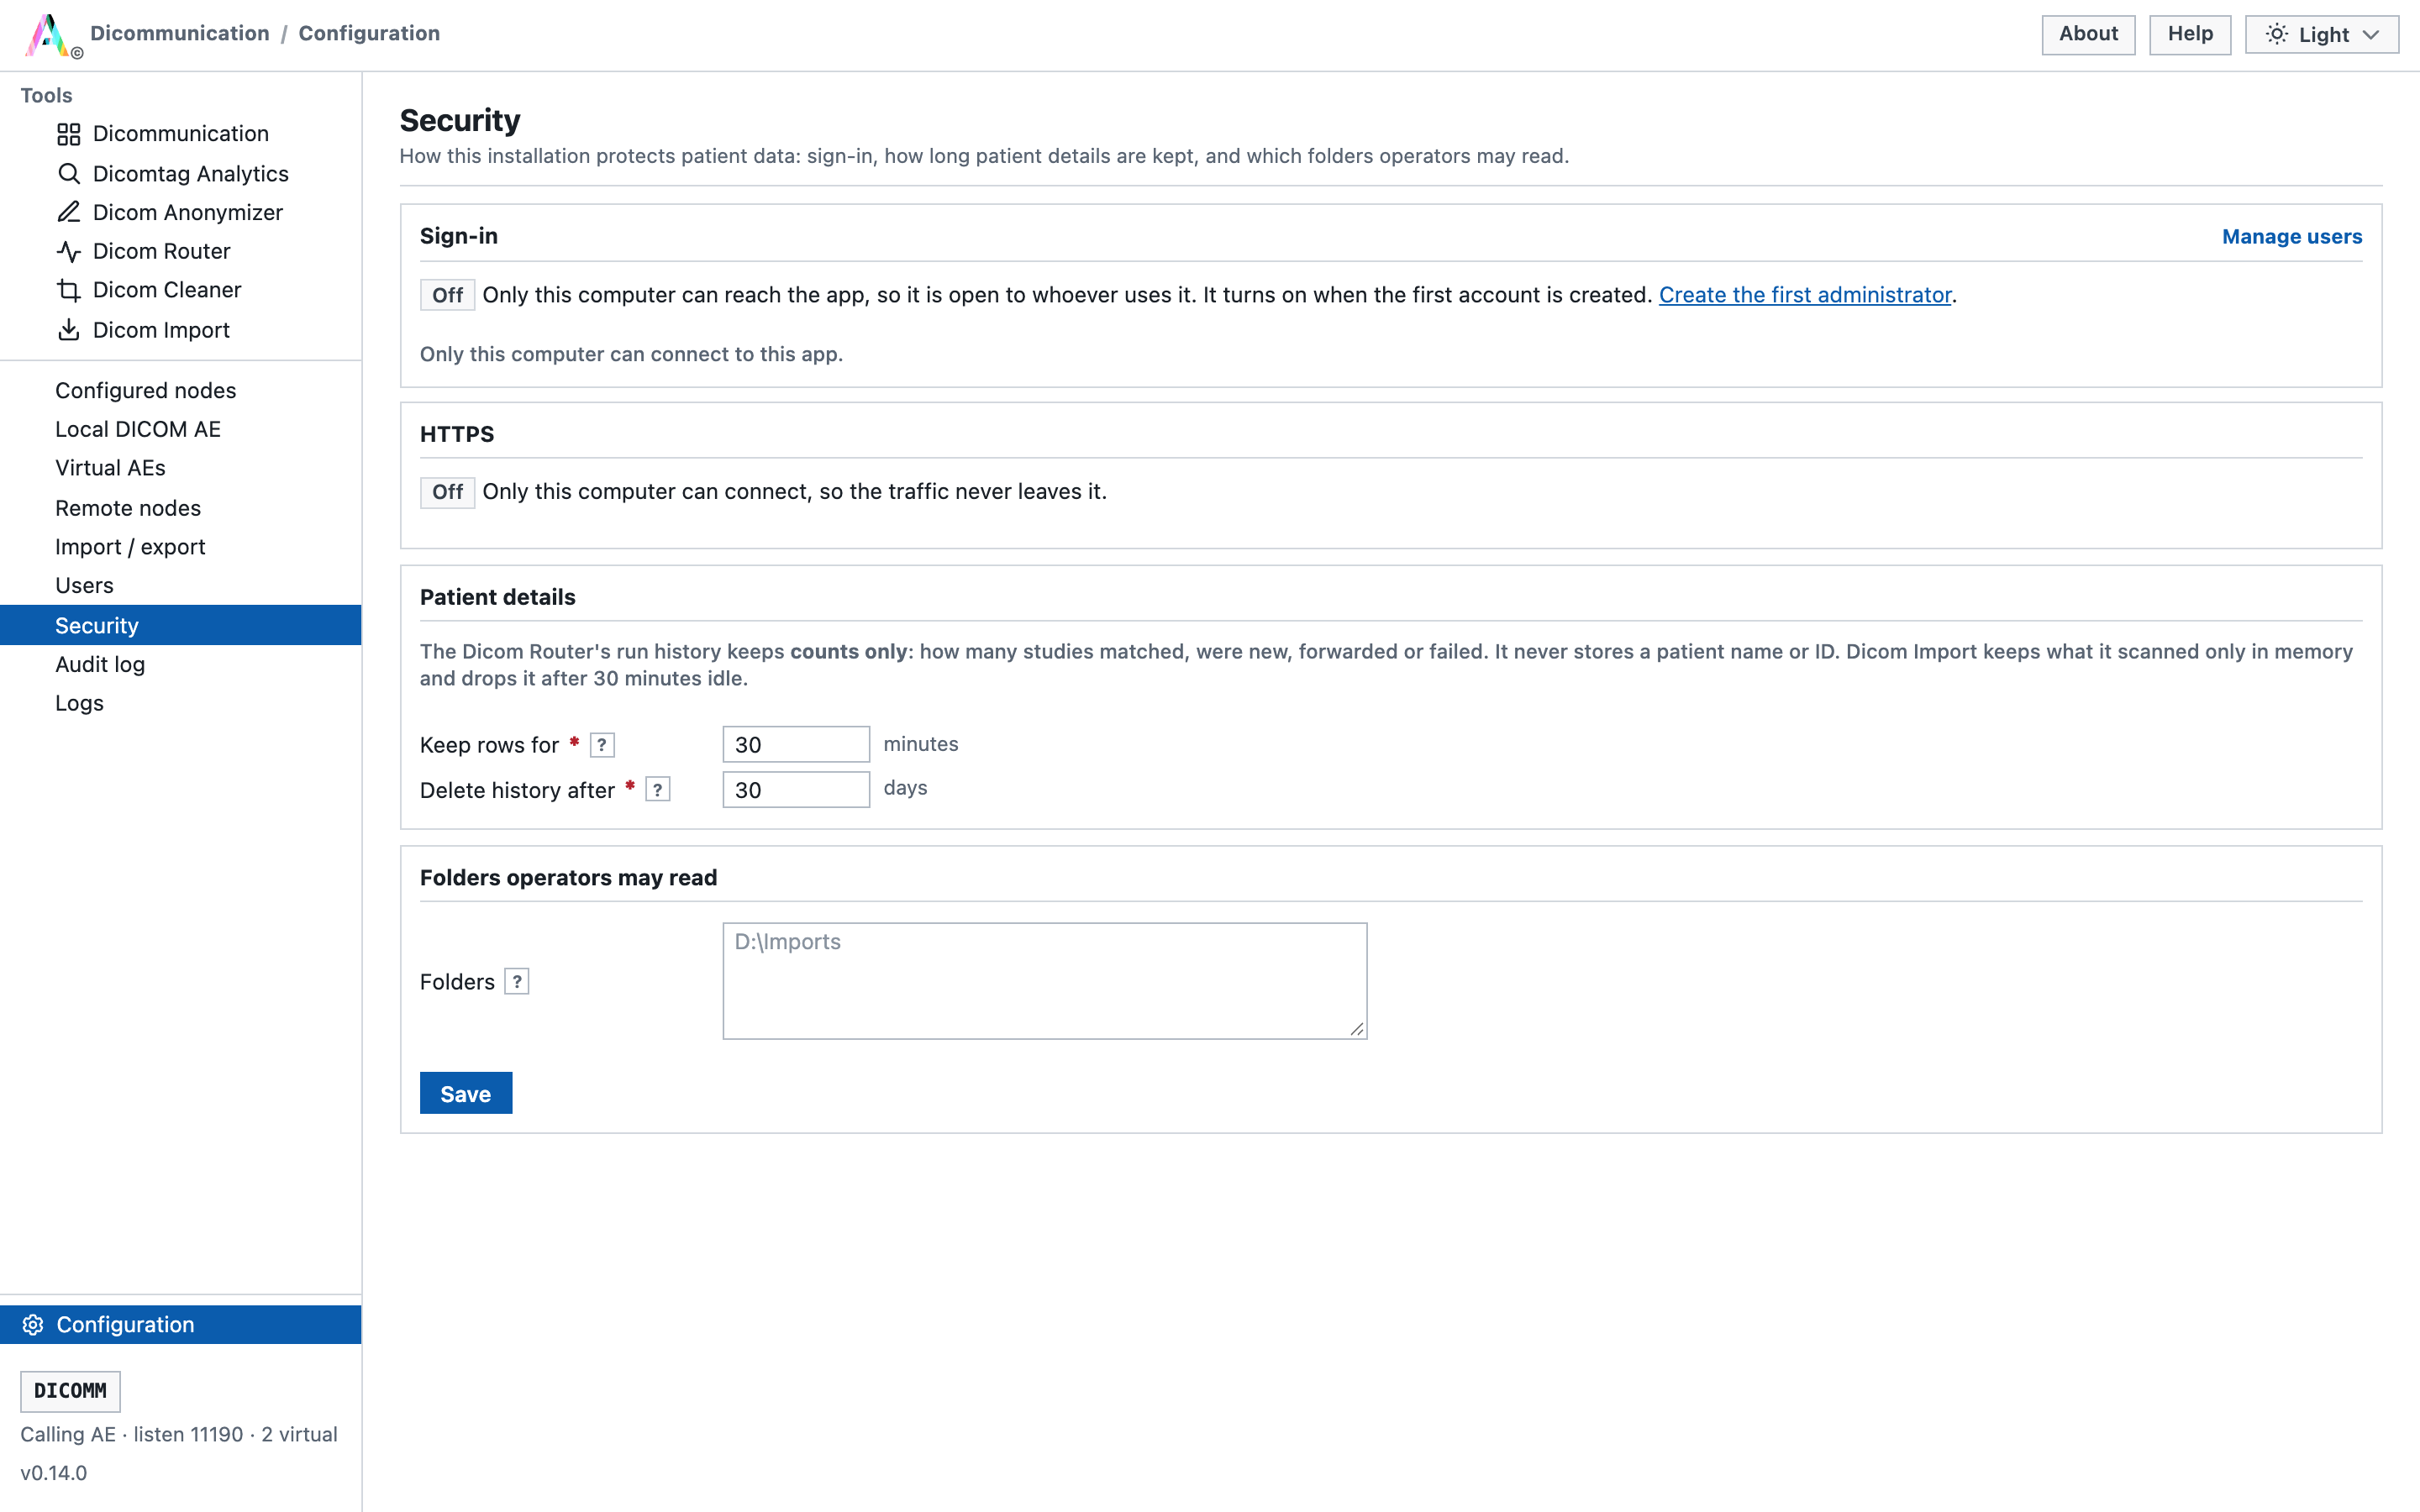 Dicommunication / Configuration
About
Help
Light
Tools
Dicommunication
Dicomtag Analytics
Dicom Anonymizer
Dicom Router
Dicom Cleaner
Dicom Import
Configured nodes
Local DICOM AE
Virtual AEs
Remote nodes
Import / export
Users
Security
Audit log
Logs
Configuration
DICOMM
Calling AE · listen 11190 · 2 virtual
v0.14.0
Security
How this installation protects patient data: sign-in, how long patient details are kept, and which folders operators may read.
Sign-in
Manage users
Off Only this computer can reach the app, so it is open to whoever uses it. It turns on when the first account is created. Create the first administrator.
Only this computer can connect to this app.
HTTPS
Off Only this computer can connect, so the traffic never leaves it.
Patient details
The Dicom Router's run history keeps counts only: how many studies matched, were new, forwarded or failed. It never stores a patient name or ID. Dicom Import keeps what it scanned only in memory
and drops it after 30 minutes idle.
Keep rows for * ? 30 minutes
Delete history after * ? 30 days
Folders operators may read
Folders ? D:\Imports
Save